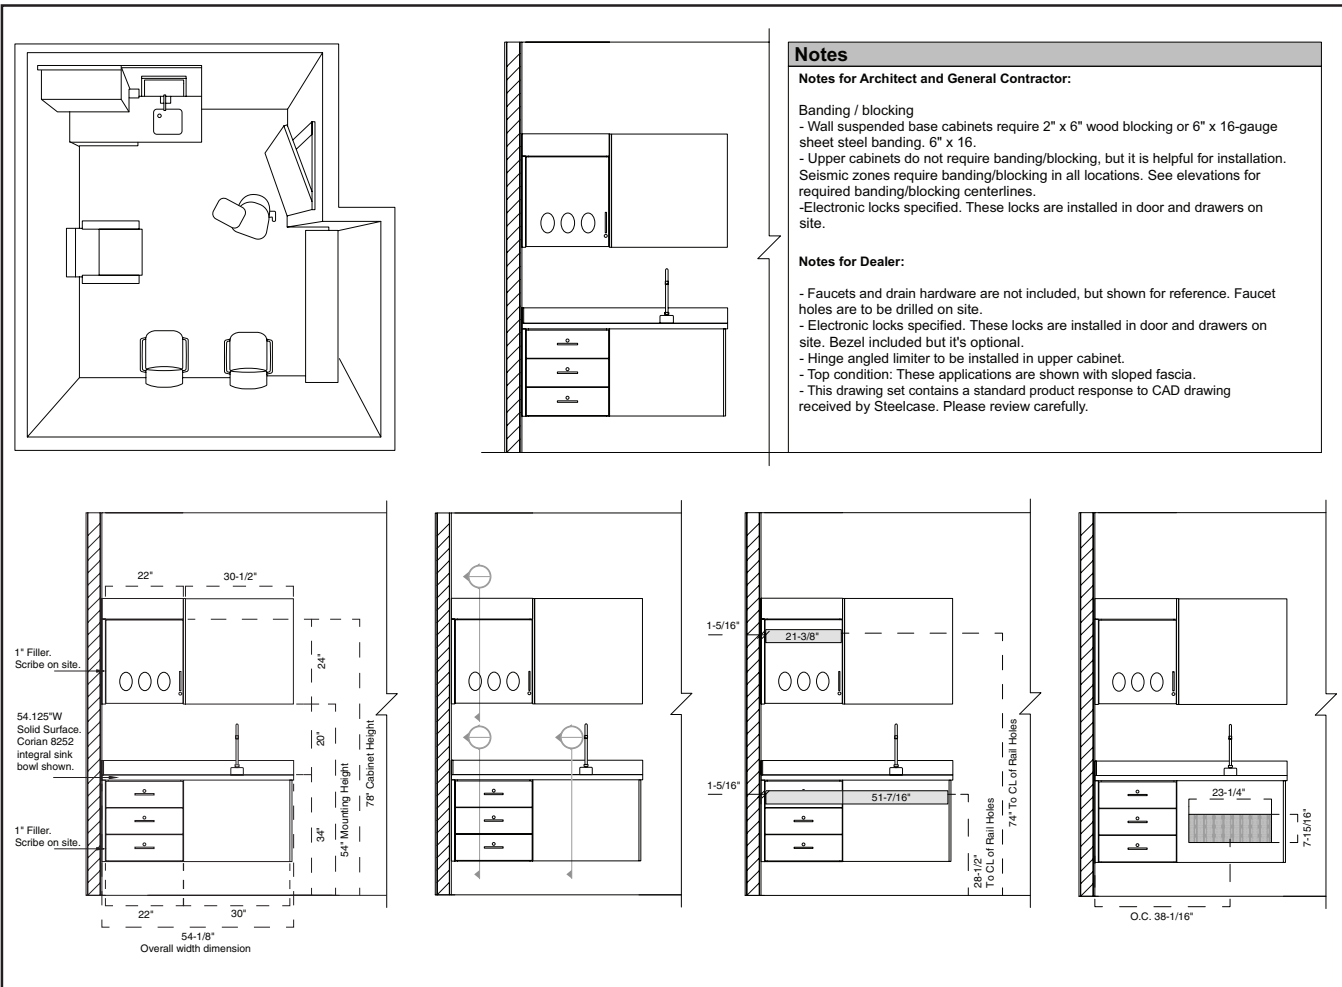 Notes
Notes for Architect and General Contractor:
Banding / blocking
- Wall suspended base cabinets require 2" x 6" wood blocking or 6" x 16-gauge
sheet steel banding. 6" x 16.
- Upper cabinets do not require banding/blocking, but it is helpful for installation.
Seismic zones require banding/blocking in all locations. See elevations for
required banding/blocking centerlines.
-Electronic locks specified. These locks are installed in door and drawers on
site.
Notes for Dealer:
- Faucets and drain hardware are not included, but shown for reference. Faucet
holes are to be drilled on site.
- Electronic locks specified. These locks are installed in door and drawers on
site. Bezel included but it's optional.
- Hinge angled limiter to be installed in upper cabinet.
- Top condition: These applications are shown with sloped fascia.
- This drawing set contains a standard product response to CAD drawing
received by Steelcase. Please review carefully.
22"
30-1/2"
1" Filler.
Scribe on site.
54.125"W
Solid Surface.
Corian 8252
integral sink
bowl shown.
1" Filler.
Scribe on site.
24"
20"
34"
54" Mounting Height
78" Cabinet Height
22"
30"
54-1/8"
Overall width dimension
1-5/16"
21-3/8"
1-5/16"
51-7/16"
28-1/2"
To CL of Rail Holes
74" To CL of Rail Holes
23-1/4"
7-15/16"
O.C. 38-1/16"